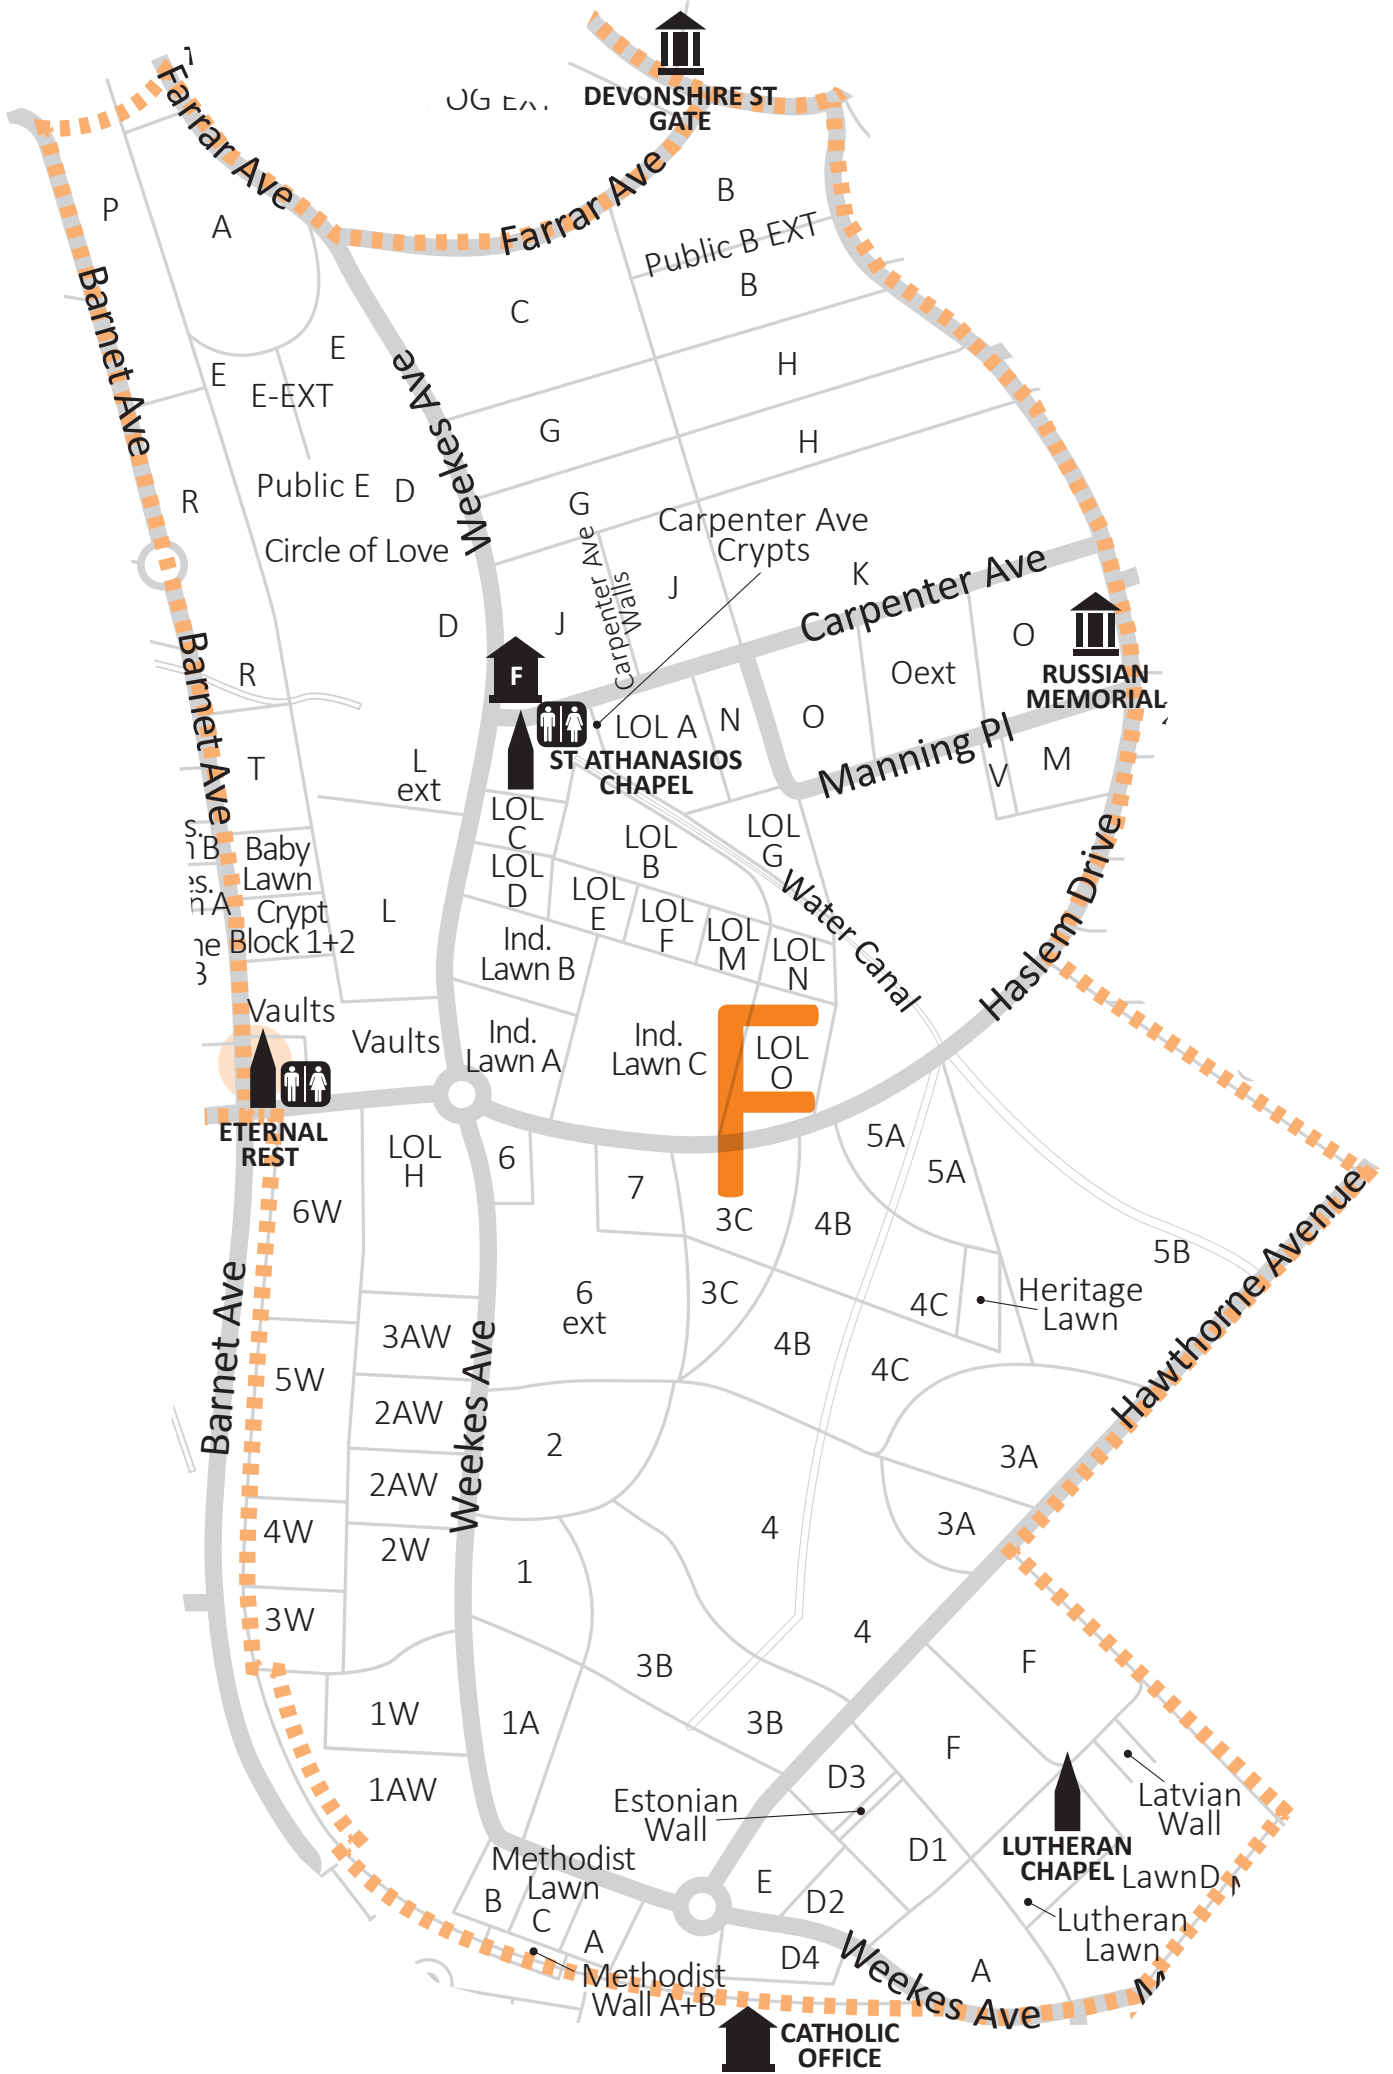 DEVONSHIRE ST
GATE
Farrar Ave
Farrar Ave
P
A
B
Public B EXT
B
Barnet Ave
C
E
E
E-EXT
Weekes Ave
H
G
H
R
Public E
D
G
Carpenter Ave
Crypts
Circle of Love
Carpenter Ave
Walls
K
Carpenter Ave
J
J
D
O
F
Oext
RUSSIAN
MEMORIAL
Barnet Ave
R
LOL A
N
O
Manning Pl
ST ATHANASIOS
CHAPEL
T
L
ext
V
M
LOL
C
LOL
B
LOL
G
Baby
Lawn
LOL
D
LOL
E
LOL
F
LOL
M
LOL
N
Water Canal
Haslem Drive
Crypt
Block 1+2
L
Ind.
Lawn B
Vaults
Vaults
Ind.
Lawn A
Ind.
Lawn C
F
LOL
O
ETERNAL
REST
LOL
H
6
7
5A
5A
6W
3C
4B
5B
Hawthorne Avenue
Barnet Ave
6
ext
3C
4C
Heritage
Lawn
3AW
4B
4C
5W
Weekes Ave
2AW
2
3A
2AW
4W
2W
4
3A
1
3W
4
3B
F
1W
1A
3B
F
1AW
D3
Estonian
Wall
Latvian
Wall
D1
LUTHERAN
CHAPEL
LawnD
Methodist
Lawn
B
C
A
E
D2
Lutheran
Lawn
D4
Weekes Ave
A
Methodist
Wall A+B
CATHOLIC
OFFICE